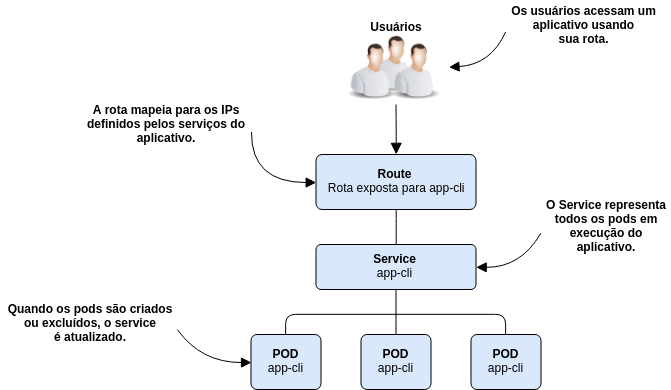 Os usuários acessam um
aplicativo usando
sua rota.
Usuários
A rota mapeia para os IPs
definidos pelos serviços do
aplicativo.
Route
Rota exposta para app-cli
O Service representa
todos os pods em
execução do
aplicativo.
Service
app-cli
Quando os pods são criados
ou excluídos, o service
é atualizado.
POD
app-cli
POD
app-cli
POD
app-cli